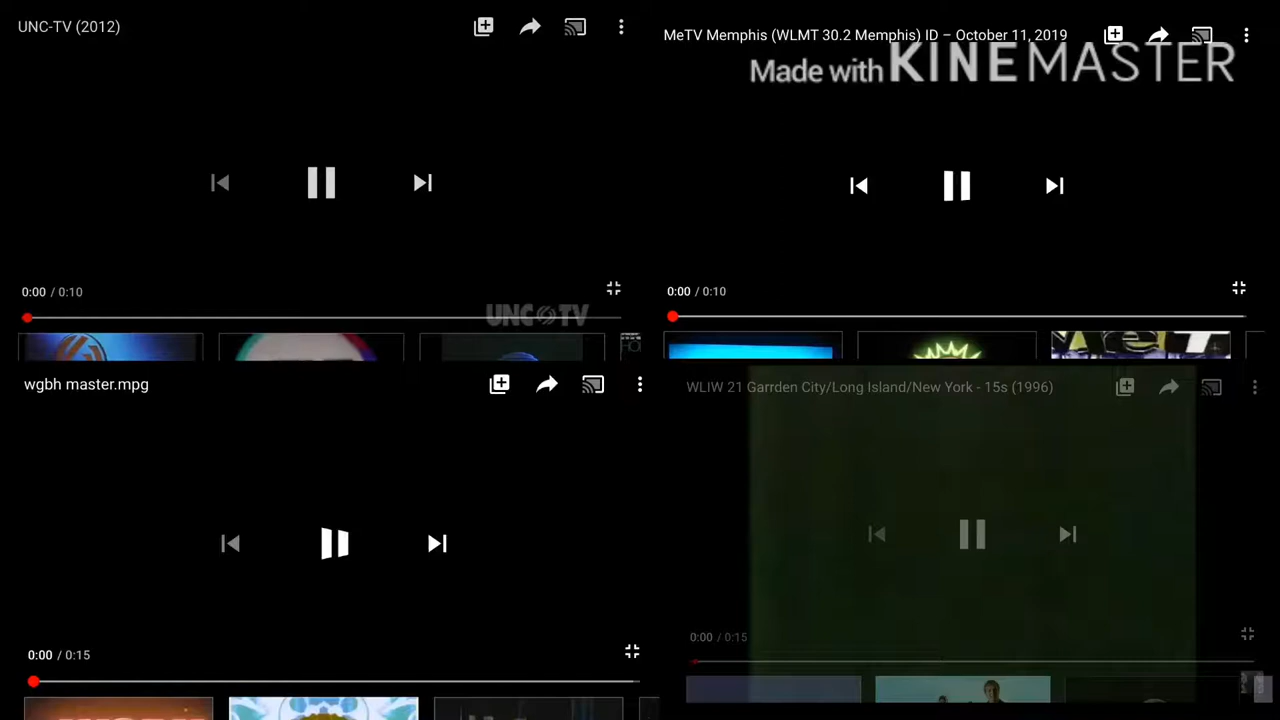 UNC-TV (2012)
MeTV Memphis (WLMT 30.2 Memphis) ID – October 11, 2019
Made with KINEMASTER
0:00 / 0:10
UNC TV
0:00 / 0:10
wgbh master.mpg
WLIW 21 Garrden City/Long Island/New York - 15s (1996)
0:00 / 0:15
0:00 / 0:15